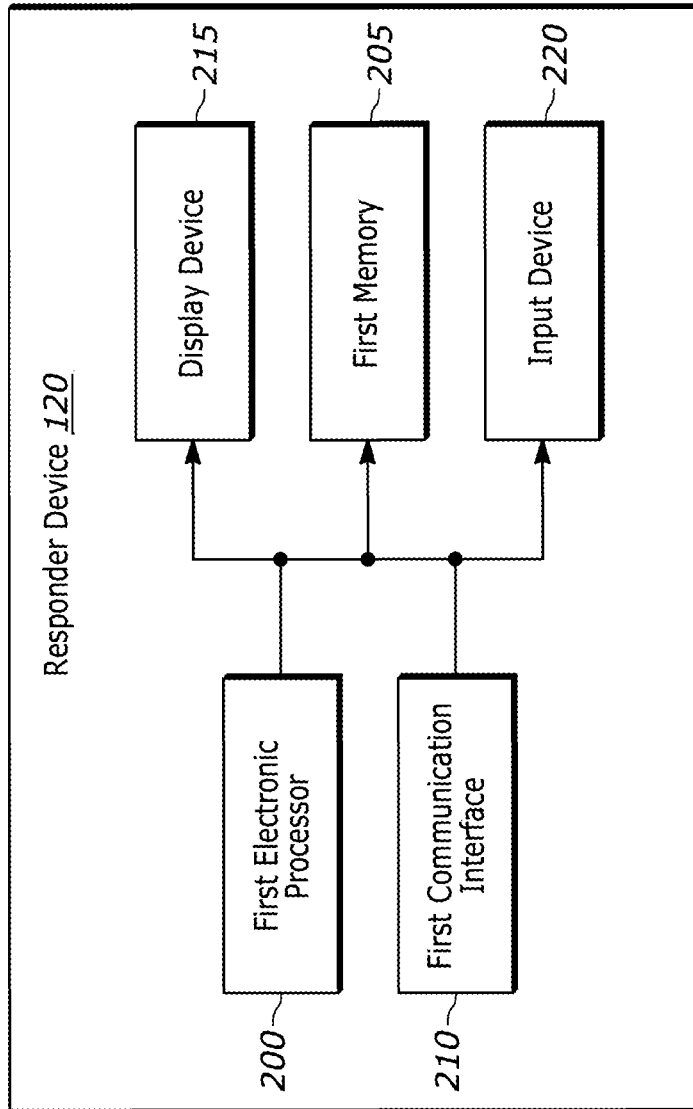 Responder Device 120
First Electronic
Processor
200
First Communication
Interface
210
Display Device
215
First Memory
205
Input Device
220